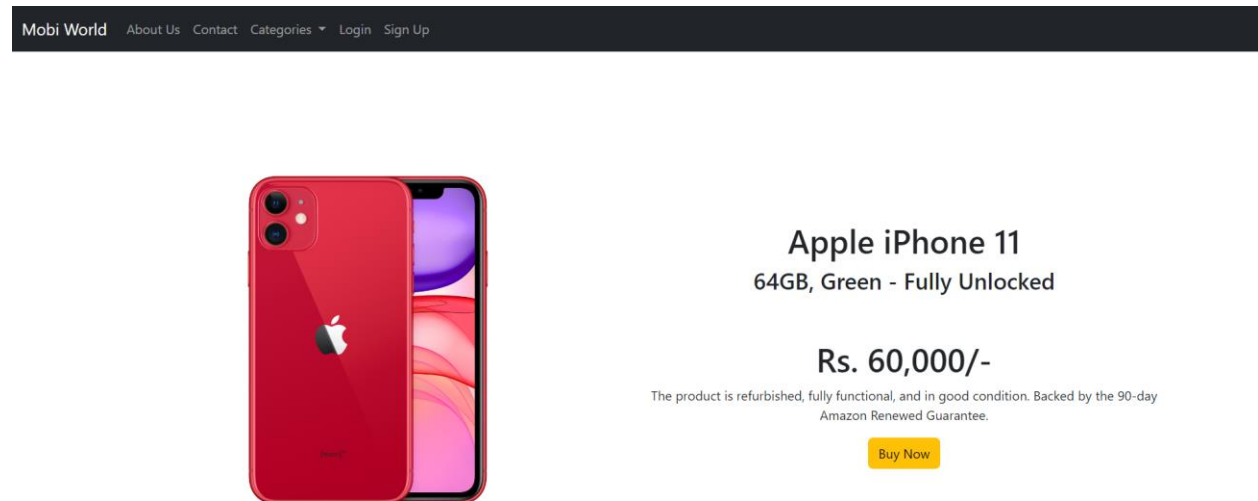 Mobi World About Us Contact Categories Login Sign Up
Apple iPhone 11
64GB, Green - Fully Unlocked
Rs. 60,000/-
The product is refurbished, fully functional, and in good condition. Backed by the 90-day
Amazon Renewed Guarantee.
Buy Now